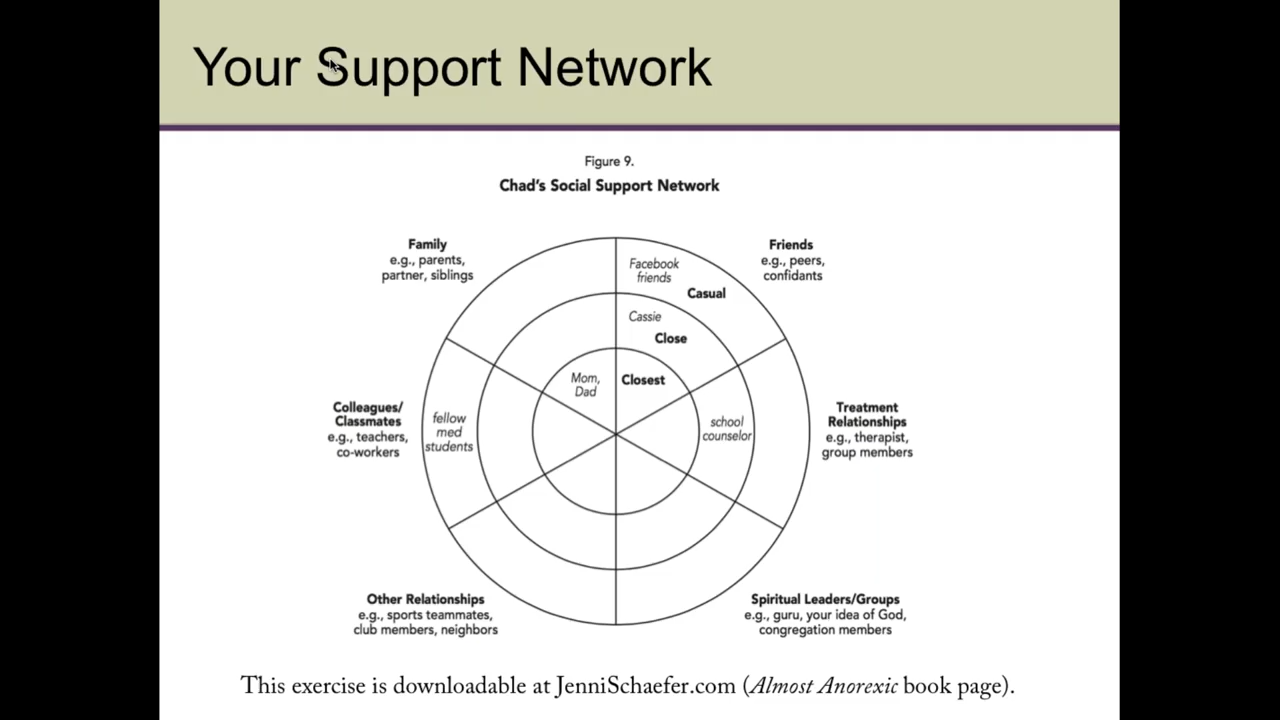 Your Support Network
Figure 9.
Chad's Social Support Network
Family
e.g., parents,
partner, siblings
Friends
e.g., peers,
confidants
Facebook
friends
Casual
Cassie
Close
Mom,
Dad
Closest
Colleagues/
Classmates
e.g., teachers,
co-workers
fellow
med
students
school
counselor
Treatment
Relationships
e.g., therapist,
group members
Other Relationships
e.g., sports teammates,
club members, neighbors
Spiritual Leaders/Groups
e.g., guru, your idea of God,
congregation members
This exercise is downloadable at JenniSchaefer.com (Almost Anorexic book page).